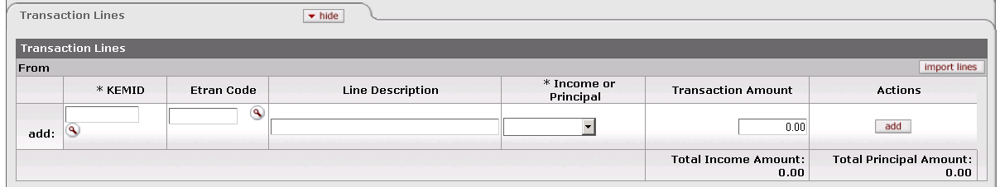 Transaction Lines
hide
Transaction Lines
From
import lines
* KEMID
Etran Code
Line Description
* Income or
Principal
Transaction Amount
Actions
add:
0.00
add
Total Income Amount:
0.00
Total Principal Amount:
0.00